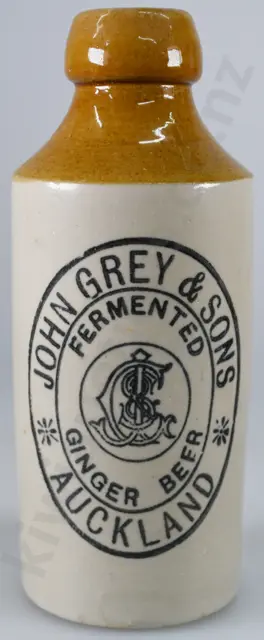 JOHN GREY & SONS
FERMENTED
GINGER BEER
AUCKLAND